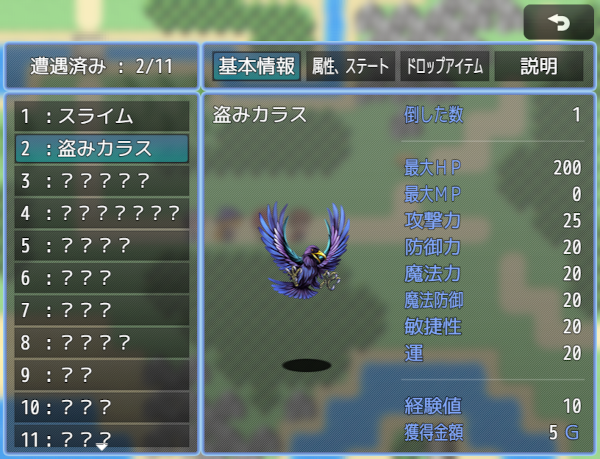 遭遇済み : 2/11
基本情報
属性、ステート
ドロップアイテム
説明
1 :スライム
2 :盗みカラス
3 :？？？？？
4 :？？？？？？？
5 :？？？？
6 :？？？
7 :？？？
8 :？？？？
9 :？？
10:？？？
11:？？？
盗みカラス
倒した数 1
最大ＨＰ 200
最大ＭＰ 0
攻撃力 25
防御力 20
魔法力 20
魔法防御 20
敏捷性 20
運 20
経験値 10
獲得金額 5 Ｇ